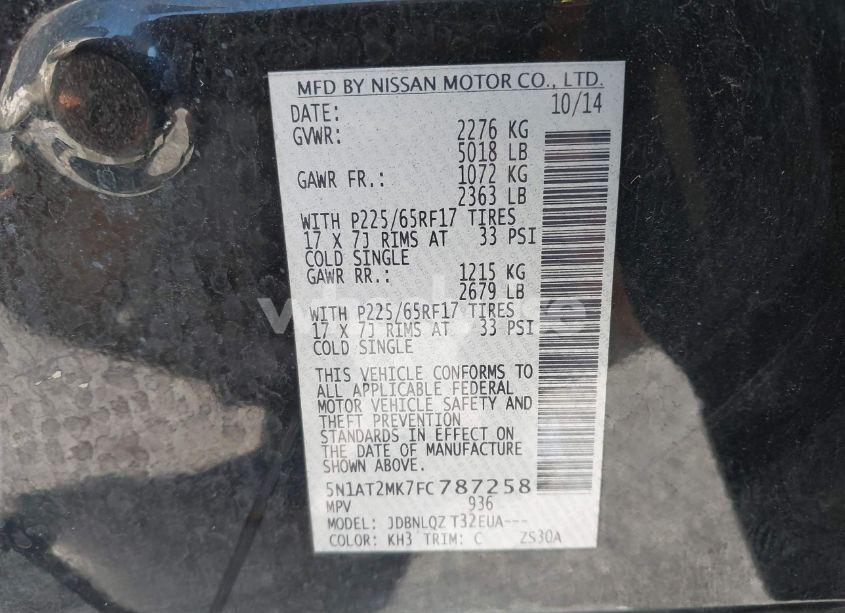 MFD BY NISSAN MOTOR CO., LTD.
DATE: 10/14
GVWR: 2276 KG
5018 LB
GAWR FR.: 1072 KG
2363 LB
WITH P225/65RF17 TIRES
17 X 7J RIMS AT 33 PSI
COLD SINGLE
GAWR RR.: 1215 KG
2679 LB
WITH P225/65RF17 TIRES
17 X 7J RIMS AT 33 PSI
COLD SINGLE
THIS VEHICLE CONFORMS TO
ALL APPLICABLE FEDERAL
MOTOR VEHICLE SAFETY AND
THEFT PREVENTION
STANDARDS IN EFFECT ON
THE DATE OF MANUFACTURE
SHOWN ABOVE.
5N1AT2MK7FC787258
MPV 936
MODEL: JDBNLQZ T32EUA---
COLOR: KH3 TRIM: C ZS30A